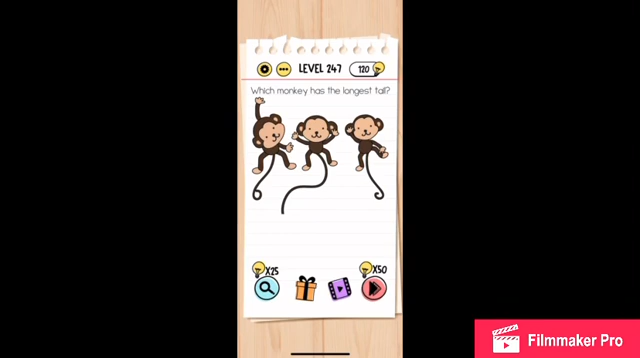 LEVEL 247
120
Which monkey has the longest tail?
X25
X50
Filmmaker Pro